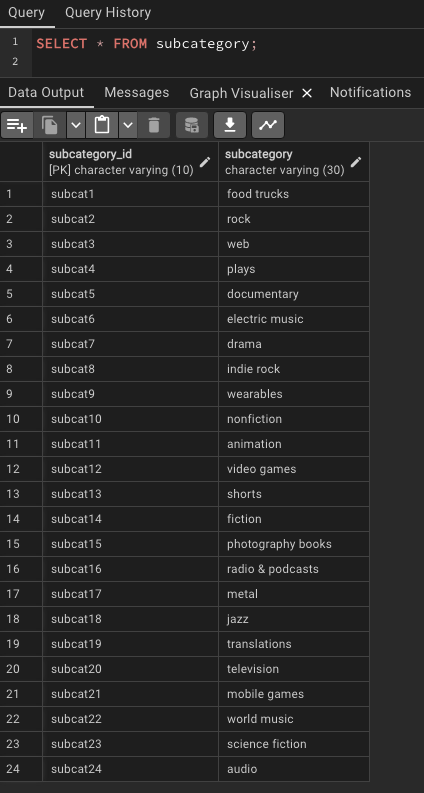 Query Query History
1 SELECT * FROM subcategory;
2
Data Output Messages Graph Visualiser × Notifications
subcategory_id subcategory
[PK] character varying (10) character varying (30)
1 subcat1 food trucks
2 subcat2 rock
3 subcat3 web
4 subcat4 plays
5 subcat5 documentary
6 subcat6 electric music
7 subcat7 drama
8 subcat8 indie rock
9 subcat9 wearables
10 subcat10 nonfiction
11 subcat11 animation
12 subcat12 video games
13 subcat13 shorts
14 subcat14 fiction
15 subcat15 photography books
16 subcat16 radio & podcasts
17 subcat17 metal
18 subcat18 jazz
19 subcat19 translations
20 subcat20 television
21 subcat21 mobile games
22 subcat22 world music
23 subcat23 science fiction
24 subcat24 audio